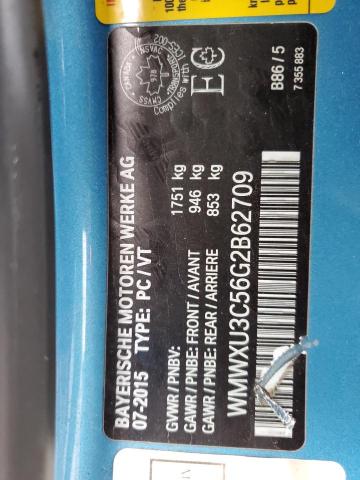 BAYERISCHE MOTOREN WERKE AG
07-2015 TYPE: PC / VT
GVWR / PNBV: 1751 kg
GAWR / PNBE: FRONT / AVANT 946 kg
GAWR / PNBE: REAR / ARRIERE 853 kg
WMWXU3C56G2B62709
EC
B86 / 5
7 355 883